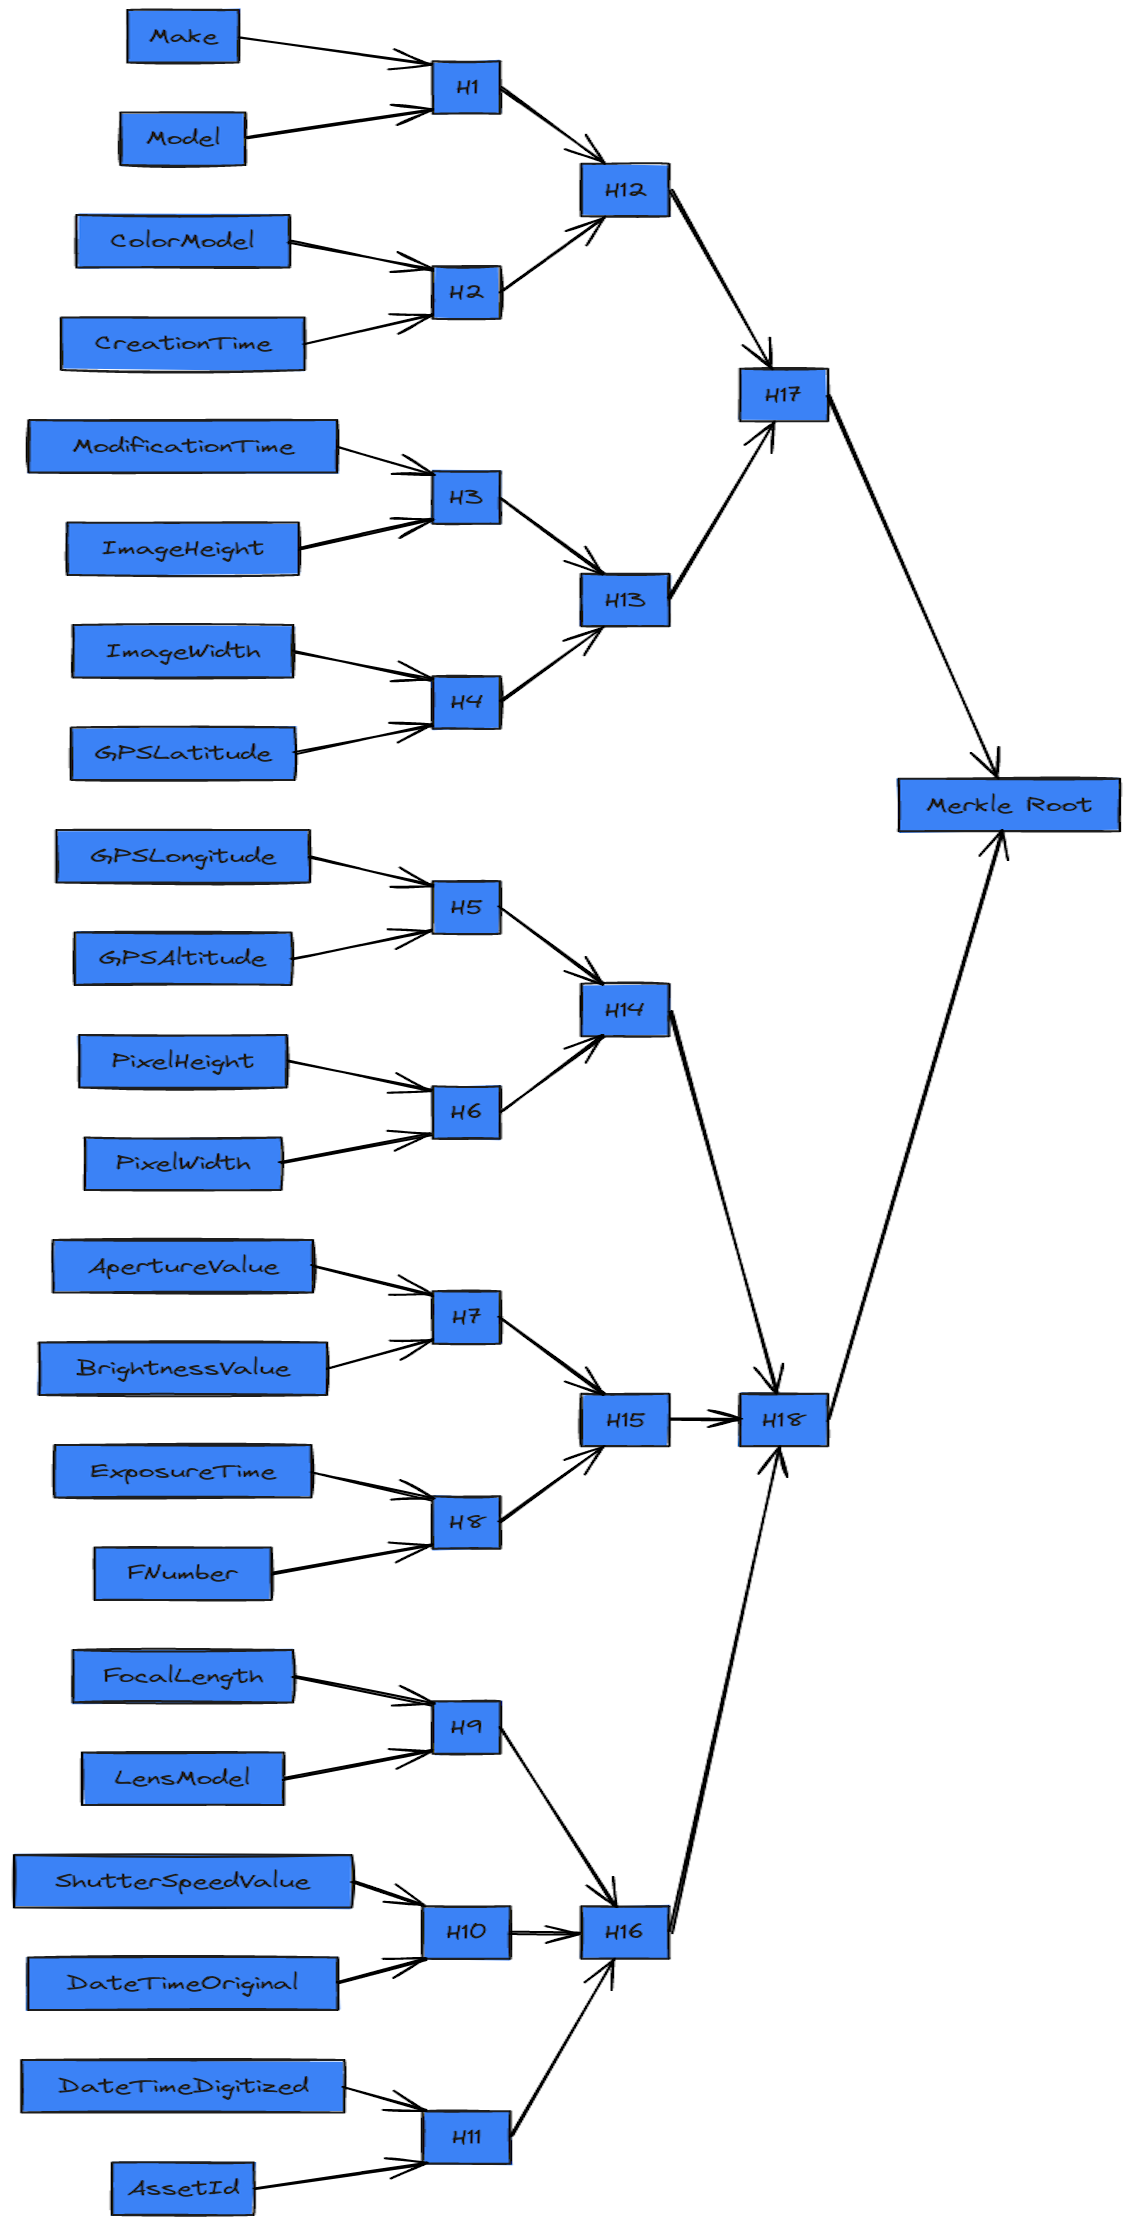 Make
H1
Model
H12
ColorModel
H2
CreationTime
H17
ModificationTime
H3
ImageHeight
H13
ImageWidth
H4
GPSLatitude
Merkle Root
GPSLongitude
H5
GPSAltitude
H14
PixelHeight
H6
PixelWidth
ApertureValue
H7
BrightnessValue
H15
H18
ExposureTime
H8
FNumber
FocalLength
H9
LensModel
ShutterSpeedValue
H10
H16
DateTimeOriginal
DateTimeDigitized
H11
AssetId